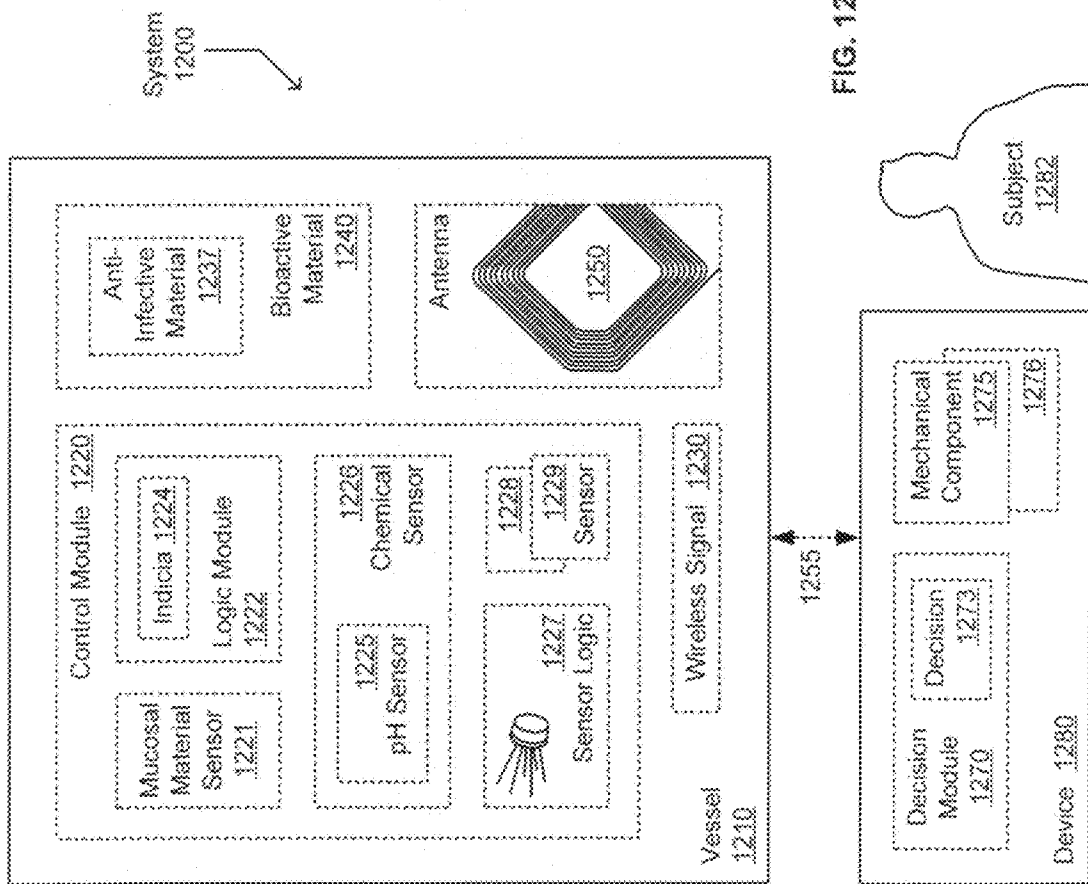 System
1200
Control Module 1220
Mucosal
Material
Sensor
1221
Indicia 1224
Logic Module
1222
1225
pH Sensor
1226
Chemical
Sensor
1227
Sensor Logic
1228
1229
Sensor
Wireless Signal 1230
Vessel
1210
Anti-
Infective
Material
1237
Bioactive
Material
1240
Antenna
1250
1255
Decision
Module
1270
Decision
1273
Mechanical
Component
1275
1276
Device 1280
Subject
1282
FIG. 12